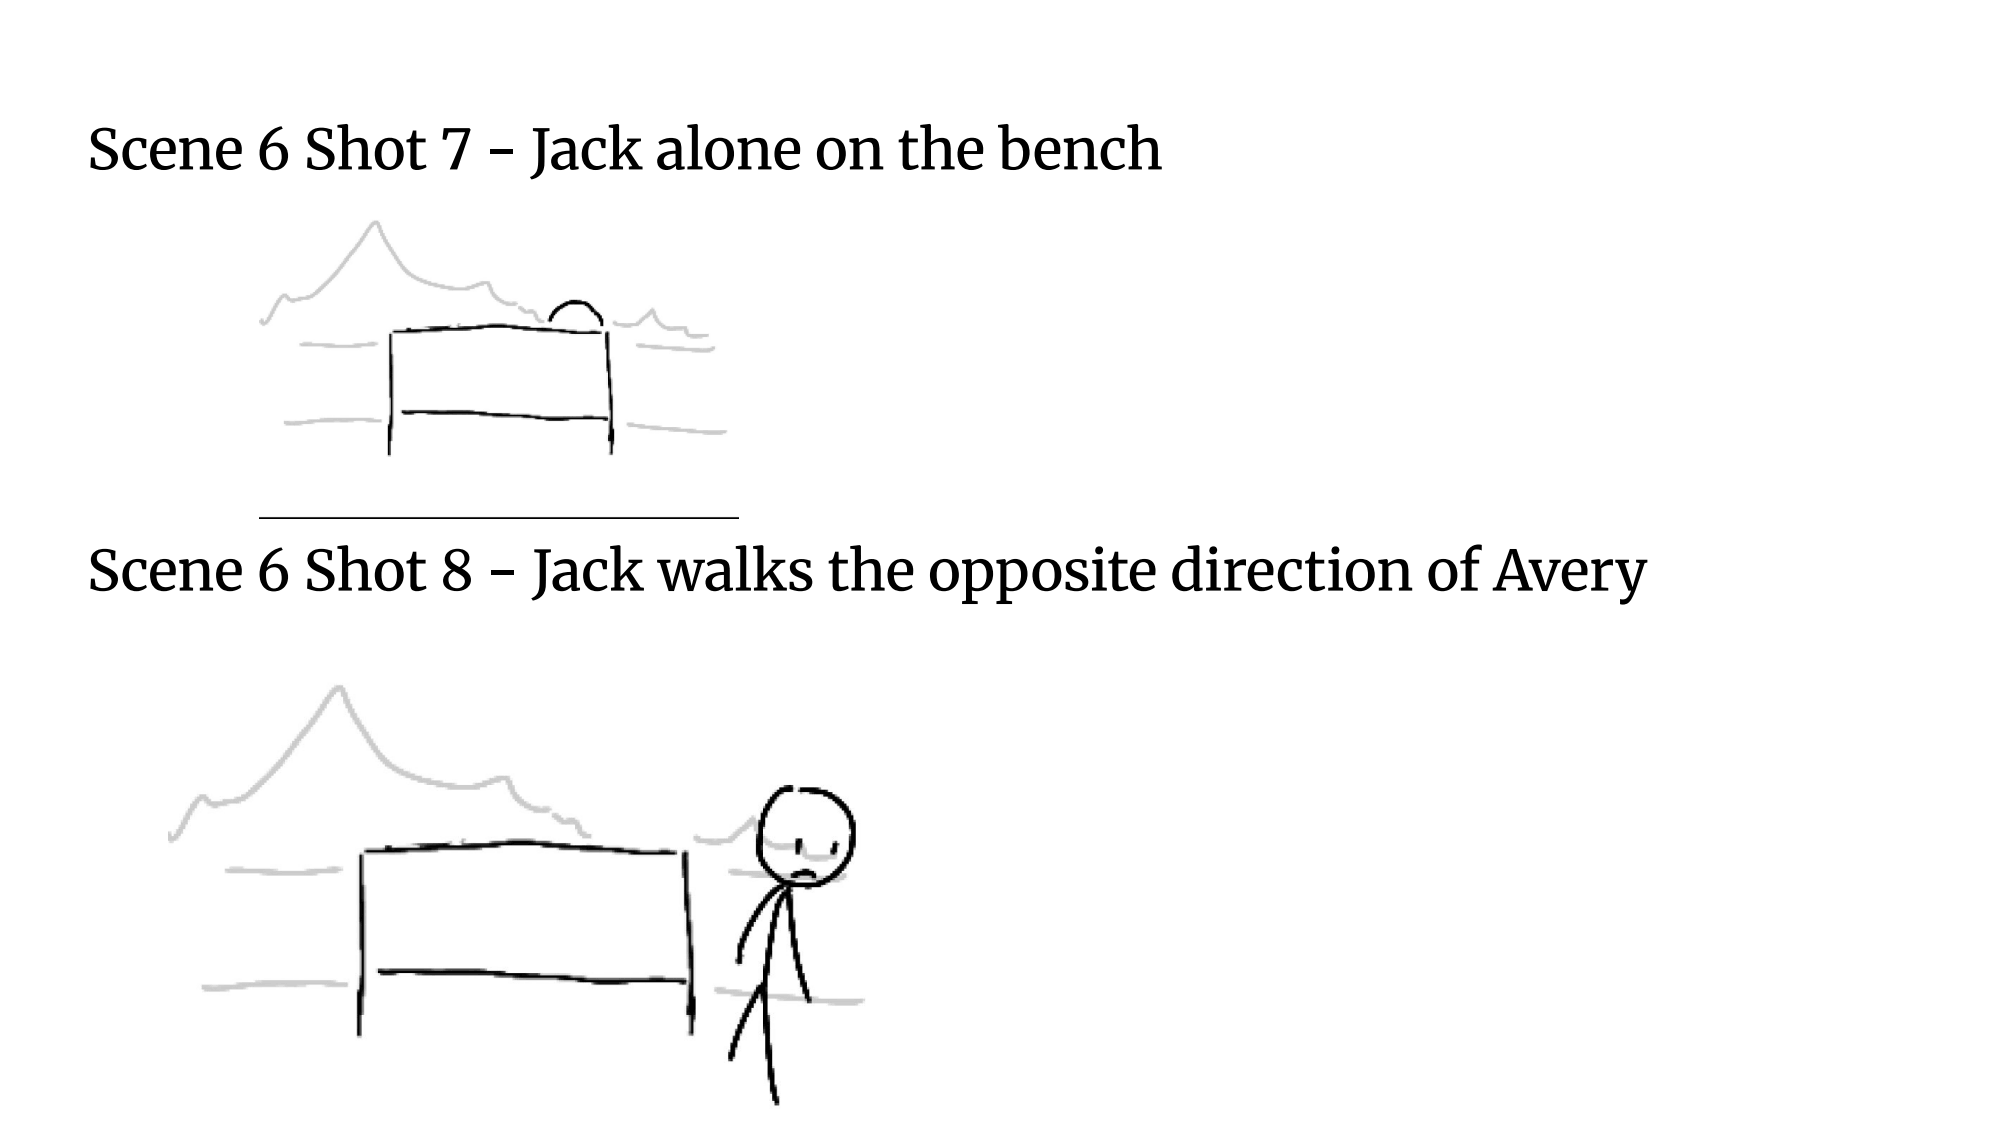 Scene 6 Shot 7 - Jack alone on the bench
Scene 6 Shot 8 - Jack walks the opposite direction of Avery